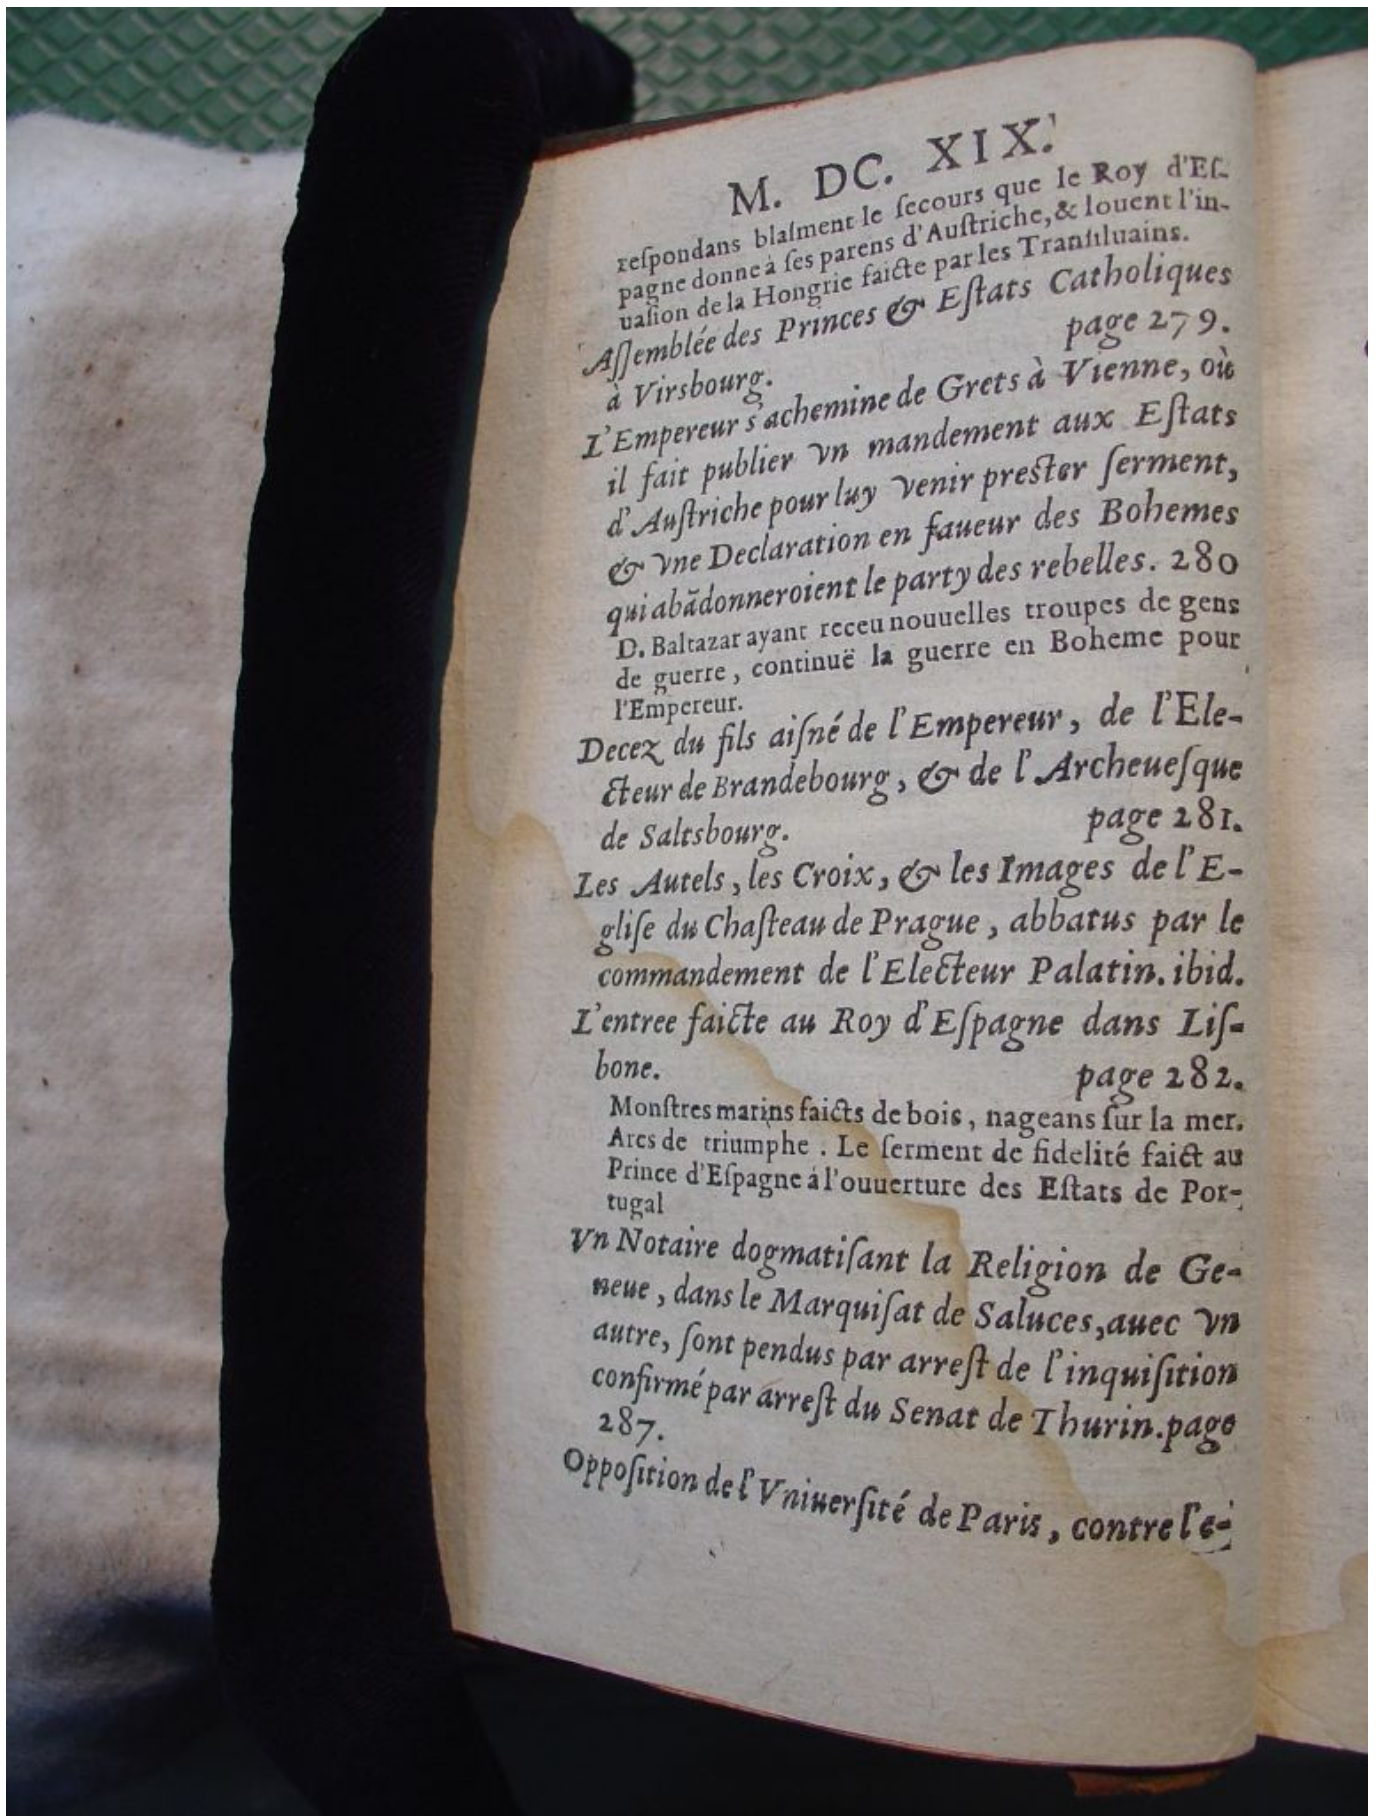 M. DC. XIX.
reſpondans blaſment le ſecours que le Roy d'Eſ-
pagne donne à ſes parens d'Auſtriche, & louent l'in-
uaſion de la Hongrie faicte par les Tranſiluains.
Aſſemblée des Princes & Eſtats Catholiques
à Virsbourg. page 279.
L'Empereur s'achemine de Grets à Vienne, où
il fait publier vn mandement aux Eſtats
d'Auſtriche pour luy venir preſter ſerment,
& vne Declaration en faueur des Bohemes
qui abãdonneroient le party des rebelles. 280
D. Baltazar ayant receu nouuelles troupes de gens
de guerre, continuë la guerre en Boheme pour
l'Empereur.
Decez du fils aiſné de l'Empereur, de l'Ele-
cteur de Brandebourg, & de l'Archeueſque
de Saltsbourg. page 281.
Les Autels, les Croix, & les Images de l'E-
gliſe du Chaſteau de Prague, abbatus par le
commandement de l'Electeur Palatin. ibid.
L'entree faicte au Roy d'Eſpagne dans Liſ-
bone. page 282.
Monſtres marins faicts de bois, nageans ſur la mer.
Arcs de triumphe. Le ſerment de fidelité faict au
Prince d'Eſpagne à l'ouuerture des Eſtats de Por-
tugal
Vn Notaire dogmatiſant la Religion de Ge-
neue, dans le Marquiſat de Saluces, auec vn
autre, ſont pendus par arreſt de l'inquiſition
confirmé par arreſt du Senat de Thurin. page
287.
Oppoſition de l'Vniuerſité de Paris, contre l'e-